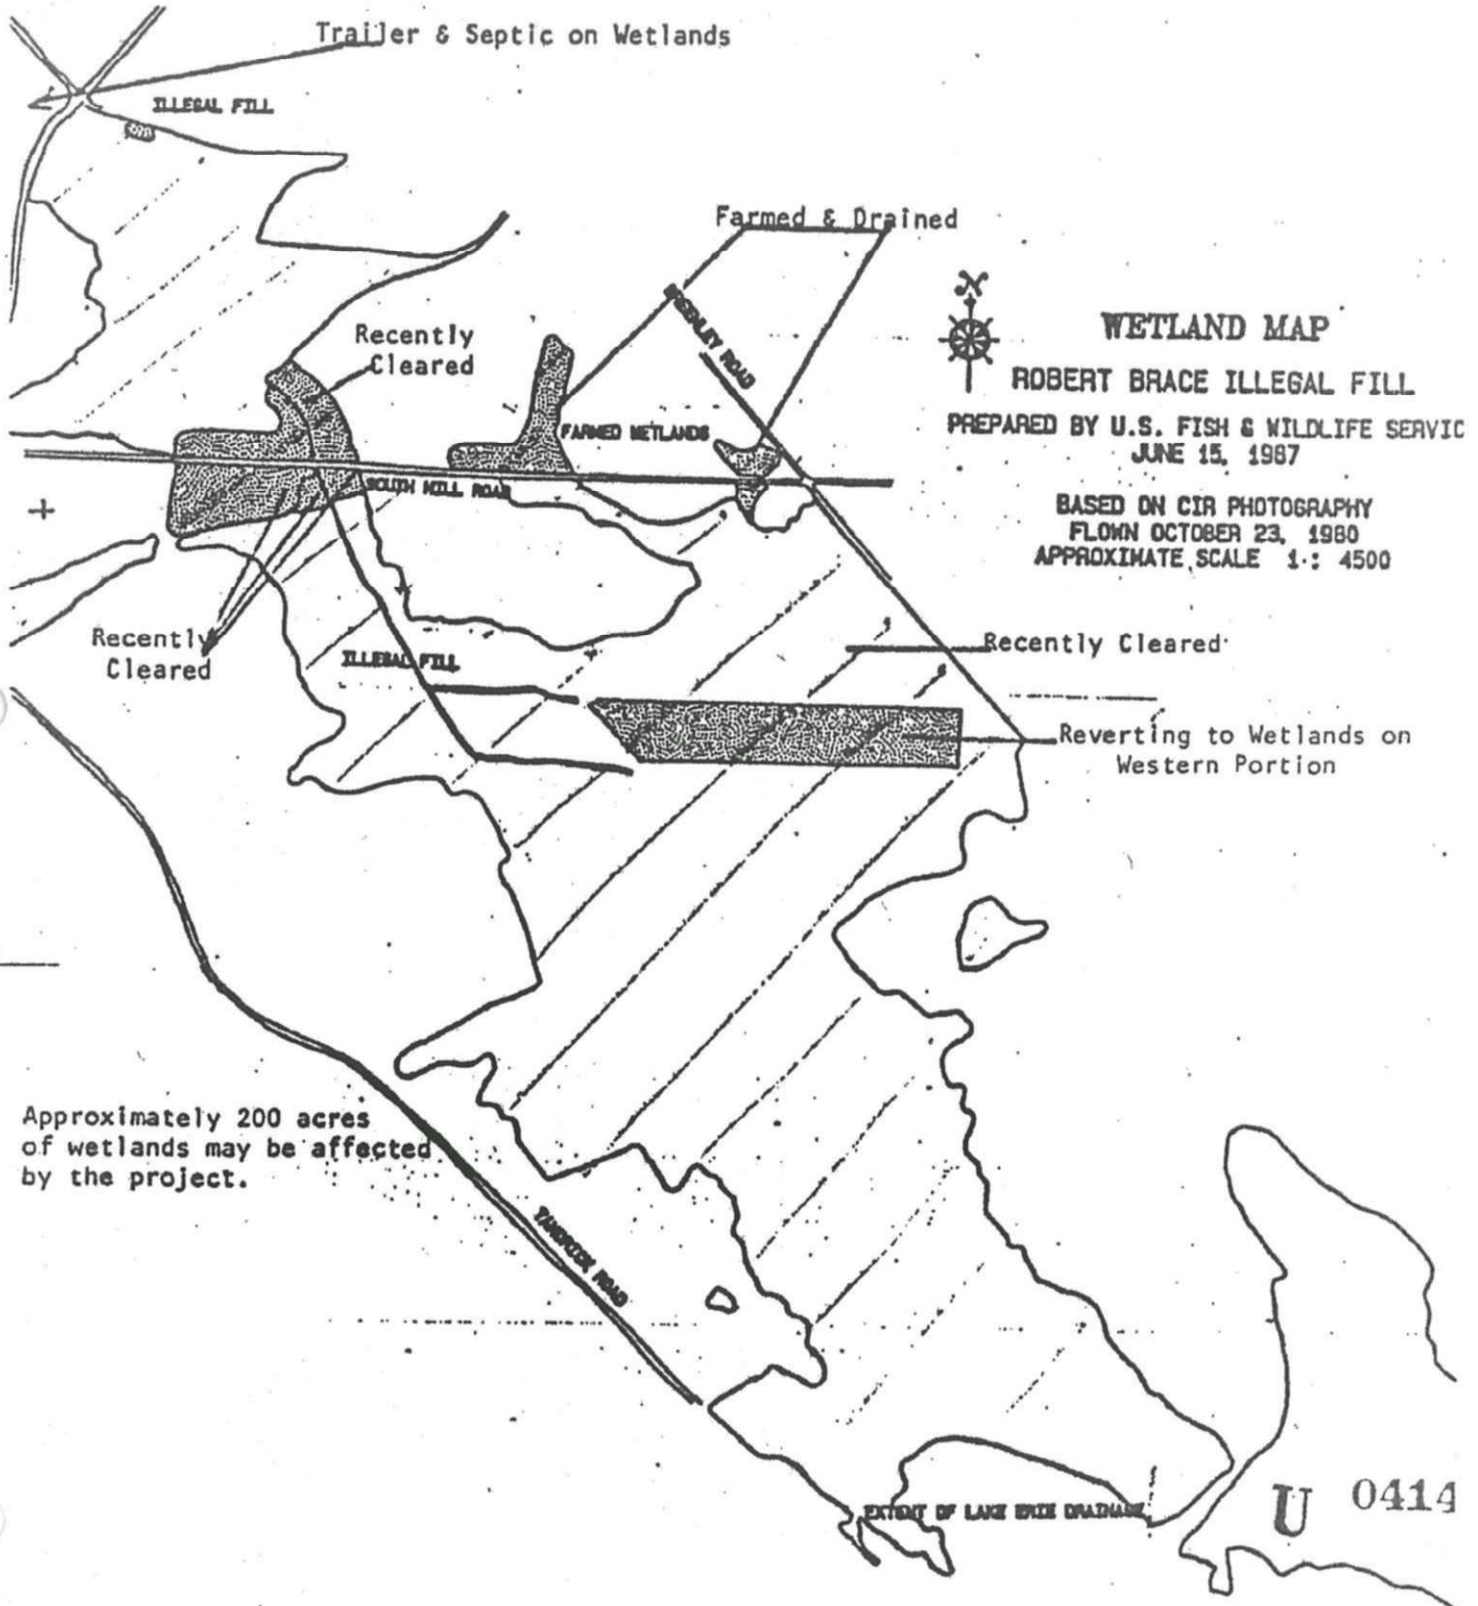 Trailer & Septic on Wetlands
ILLEGAL FILL
Farmed & Drained
N
GREENLEY ROAD
WETLAND MAP
ROBERT BRACE ILLEGAL FILL
PREPARED BY U.S. FISH & WILDLIFE SERVIC
JUNE 15, 1987
BASED ON CIR PHOTOGRAPHY
FLOWN OCTOBER 23, 1980
APPROXIMATE SCALE 1 : 4500
Recently
Cleared
FARMED WETLANDS
SOUTH HILL ROAD
Recently
Cleared
ILLEGAL FILL
Recently Cleared
Reverting to Wetlands on
Western Portion
Approximately 200 acres
of wetlands may be affected
by the project.
ROAD
EXTENT OF LAKE ERIE DRAINAGE
U 0414